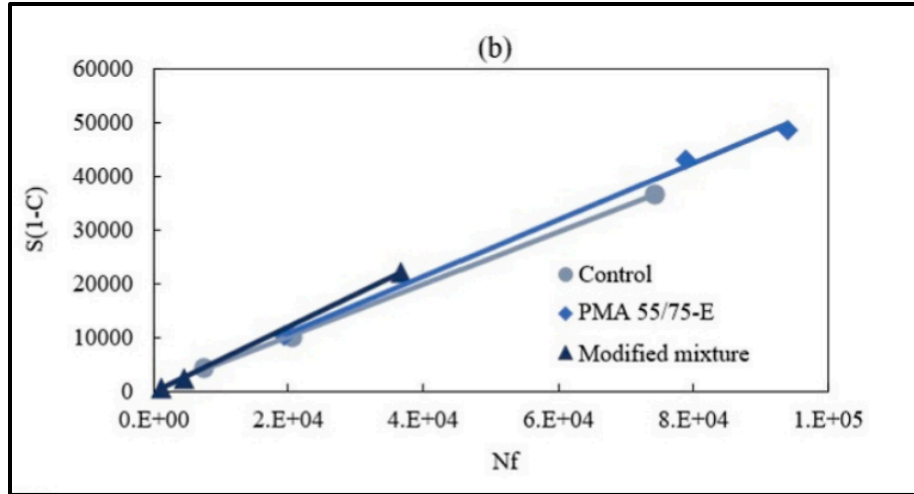 (b)
60000
50000
40000
30000
20000
10000
0
S(1-C)
Control
PMA 55/75-E
Modified mixture
0.E+00 2.E+04 4.E+04 6.E+04 8.E+04 1.E+05
Nf